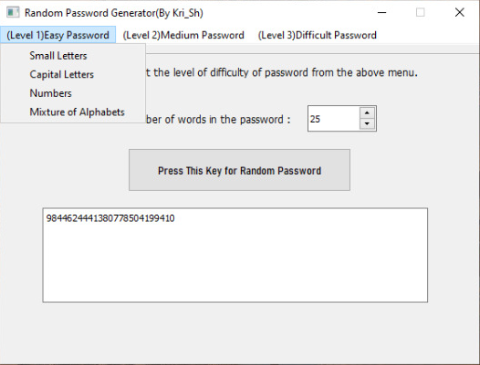 Random Password Generator(By Kri_Sh)
(Level 1)Easy Password (Level 2)Medium Password (Level 3)Difficult Password
Small Letters
Capital Letters
Numbers
Mixture of Alphabets
t the level of difficulty of password from the above menu.
ber of words in the password : 25
Press This Key for Random Password
9844624441380778504199410